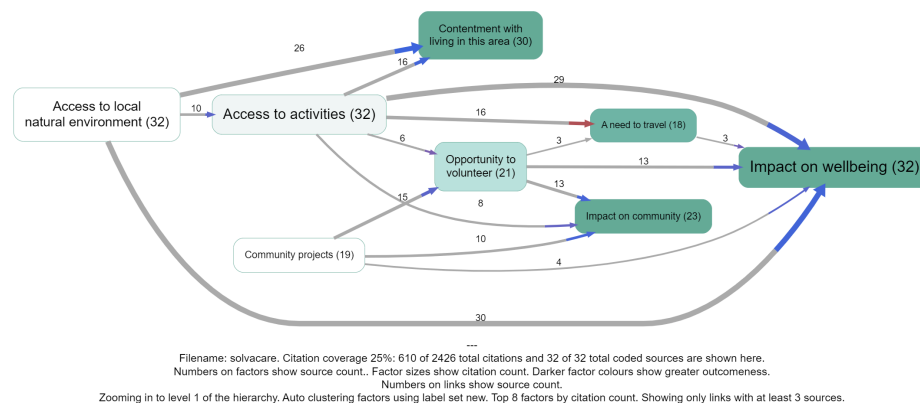 Contentment with
living in this area (30)
26
16
29
Access to local
natural environment (32)
10
Access to activities (32)
16
A need to travel (18)
6
3
3
Opportunity to
volunteer (21)
13
Impact on wellbeing (32)
15
13
8
Impact on community (23)
10
Community projects (19)
4
30
---
Filename: solvacare. Citation coverage 25%: 610 of 2426 total citations and 32 of 32 total coded sources are shown here.
Numbers on factors show source count.. Factor sizes show citation count. Darker factor colours show greater outcomeness.
Numbers on links show source count.
Zooming in to level 1 of the hierarchy. Auto clustering factors using label set new. Top 8 factors by citation count. Showing only links with at least 3 sources.